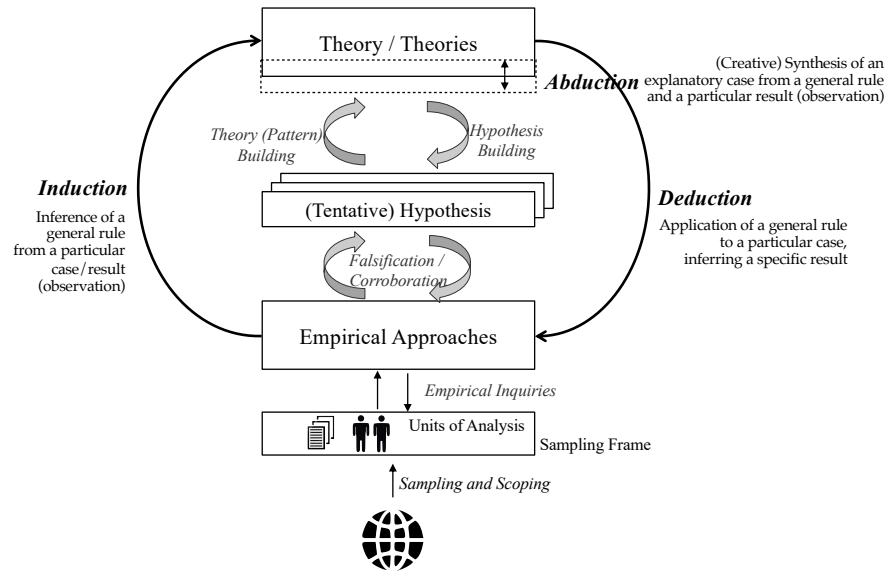 Theory / Theories
(Creative) Synthesis of an
explanatory case from a general rule
and a particular result (observation)
Abduction
Theory (Pattern)
Building
Hypothesis
Building
Induction
Inference of a
general rule
from a particular
case/result
(observation)
(Tentative) Hypothesis
Deduction
Application of a general rule
to a particular case,
inferring a specific result
Falsification /
Corroboration
Empirical Approaches
Empirical Inquiries
Units of Analysis
Sampling Frame
Sampling and Scoping